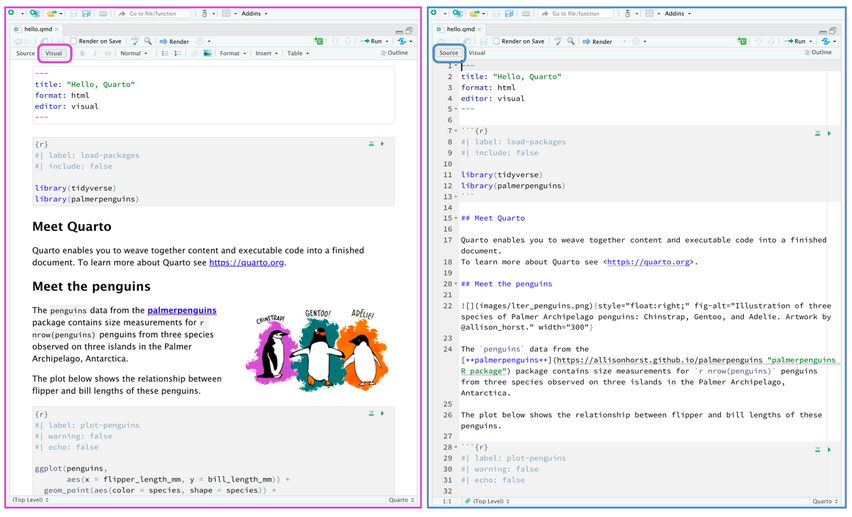 Go to file/function
Addins
hello.qmd
Render on Save
Render
Run
Source
Visual
B
I
Normal
Format
Insert
Table
Outline
---
title: "Hello, Quarto"
format: html
editor: visual
---
{r}
#| label: load-packages
#| include: false
library(tidyverse)
library(palmerpenguins)
Meet Quarto
Quarto enables you to weave together content and executable code into a finished
document. To learn more about Quarto see https://quarto.org.
Meet the penguins
The penguins data from the palmerpenguins
package contains size measurements for r
nrow(penguins) penguins from three species
observed on three islands in the Palmer
Archipelago, Antarctica.
CHINSTRAP!
GENTOO!
ADÉLIE!
The plot below shows the relationship between
flipper and bill lengths of these penguins.
{r}
#| label: plot-penguins
#| warning: false
#| echo: false
ggplot(penguins,
aes(x = flipper_length_mm, y = bill_length_mm)) +
geom_point(aes(color = species, shape = species)) +
(Top Level)
Quarto
Go to file/function
Addins
hello.qmd
Render on Save
Render
Run
Source
Visual
Outline
1 ---
2 title: "Hello, Quarto"
3 format: html
4 editor: visual
5 ---
6
7 ```{r}
8 #| label: load-packages
9 #| include: false
10
11 library(tidyverse)
12 library(palmerpenguins)
13 ```
14
15 ## Meet Quarto
16
17 Quarto enables you to weave together content and executable code into a finished
document.
18 To learn more about Quarto see <https://quarto.org>.
19
20 ## Meet the penguins
21
22 ![](images/lter_penguins.png){style="float:right;" fig-alt="Illustration of three
species of Palmer Archipelago penguins: Chinstrap, Gentoo, and Adelie. Artwork by
@allison_horst." width="300"}
23
24 The `penguins` data from the
[**palmerpenguins**](https://allisonhorst.github.io/palmerpenguins "palmerpenguins
R package") package contains size measurements for `r nrow(penguins)` penguins
from three species observed on three islands in the Palmer Archipelago,
Antarctica.
25
26 The plot below shows the relationship between flipper and bill lengths of these
penguins.
27
28 ```{r}
29 #| label: plot-penguins
30 #| warning: false
31 #| echo: false
32
1:1
(Top Level)
Quarto